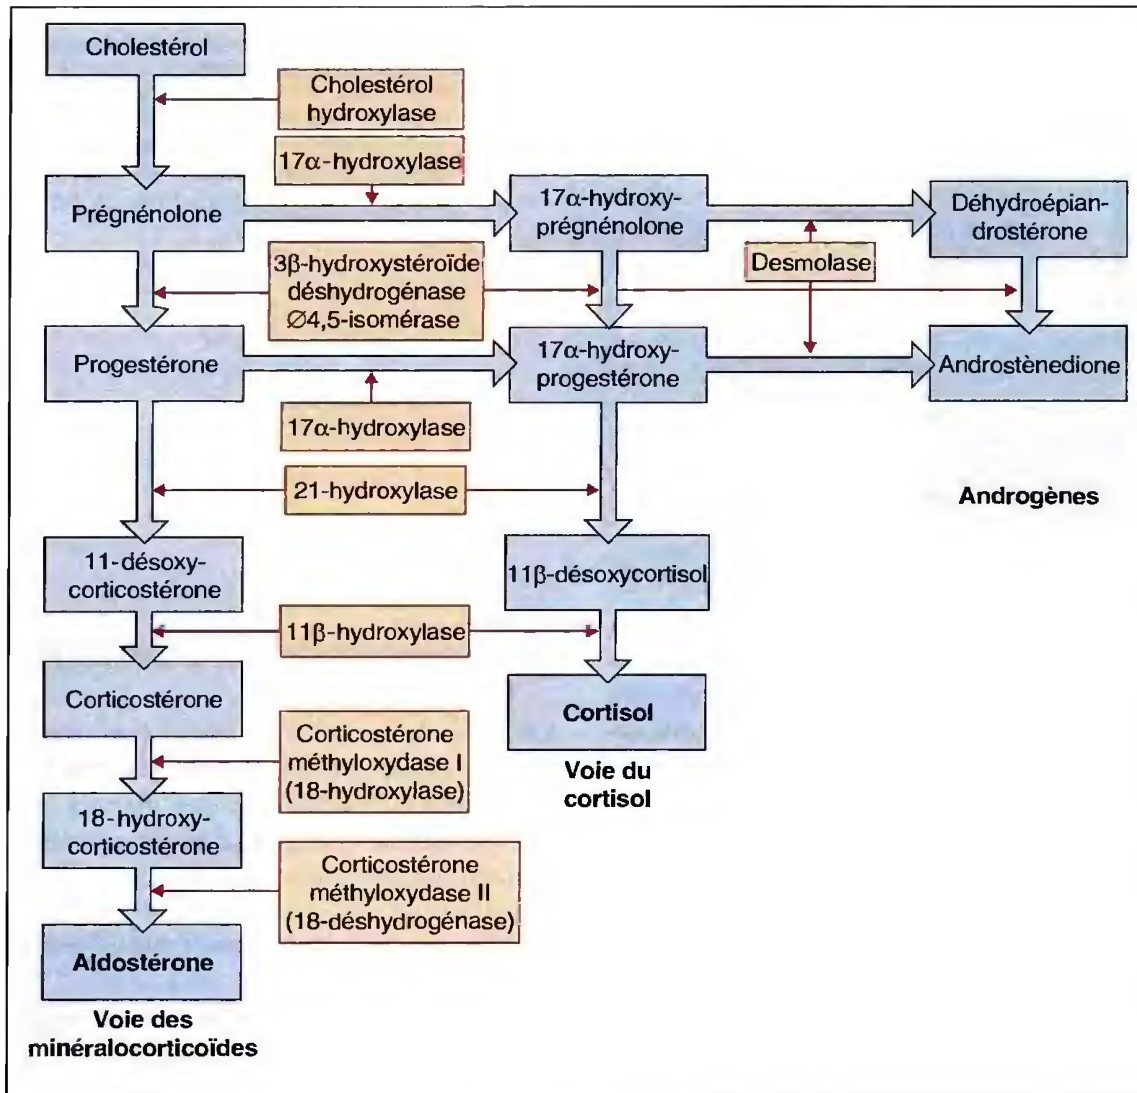 Cholestérol
Cholestérol
hydroxylase
17α-hydroxylase
Prégnénolone
17α-hydroxy-
prégnénolone
Déhydroépian-
drostérone
3β-hydroxystéroïde
déshydrogénase
Ø4,5-isomérase
Desmolase
Progestérone
17α-hydroxy-
progestérone
Androstènedione
17α-hydroxylase
21-hydroxylase
Androgènes
11-désoxy-
corticostérone
11β-désoxycortisol
11β-hydroxylase
Corticostérone
Cortisol
Corticostérone
méthyloxydase I
(18-hydroxylase)
Voie du
cortisol
18-hydroxy-
corticostérone
Corticostérone
méthyloxydase II
(18-déshydrogénase)
Aldostérone
Voie des
minéralocorticoïdes